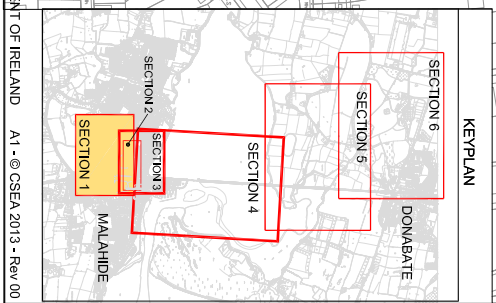 KEYPLAN
SECTION 6
DONABATE
SECTION 5
SECTION 4
SECTION 3
SECTION 2
SECTION 1
MALAHIDE
NT OF IRELAND A1 - © CSEA 2013 - Rev 00